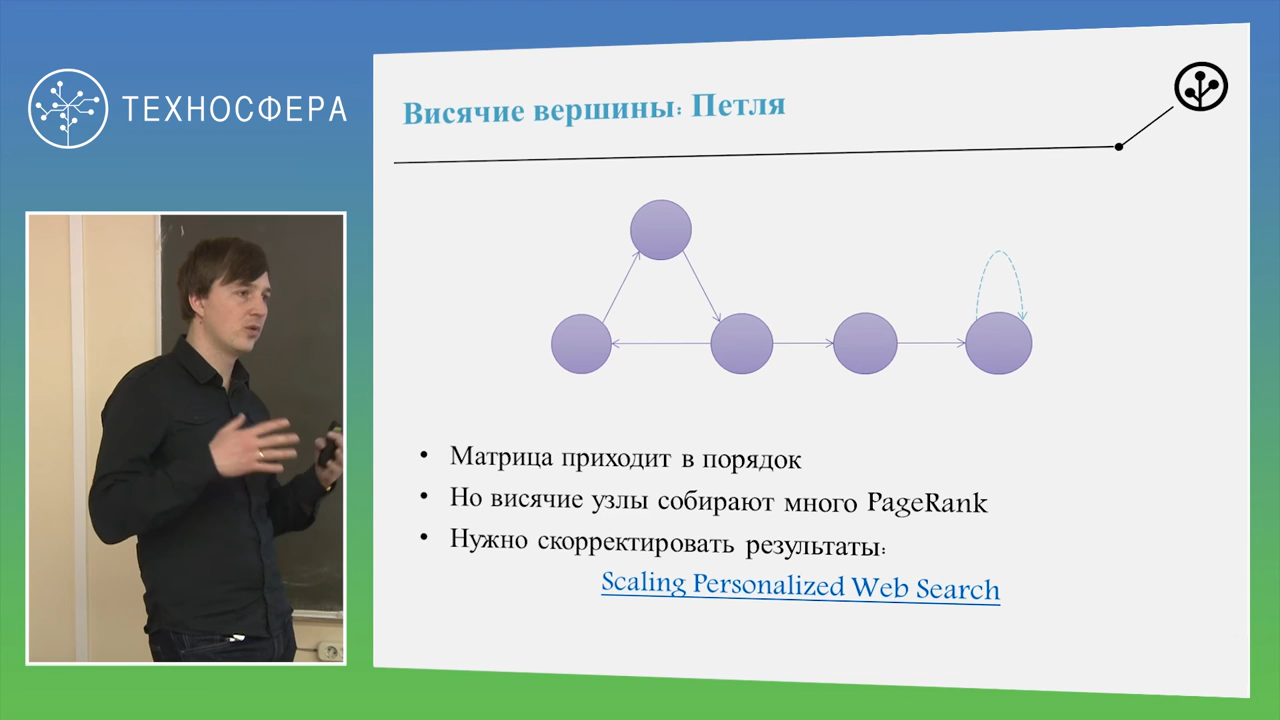 ТЕХНОСФЕРА
Висячие вершины: Петля
• Матрица приходит в порядок
• Но висячие узлы собирают много PageRank
• Нужно скорректировать результаты:
Scaling Personalized Web Search